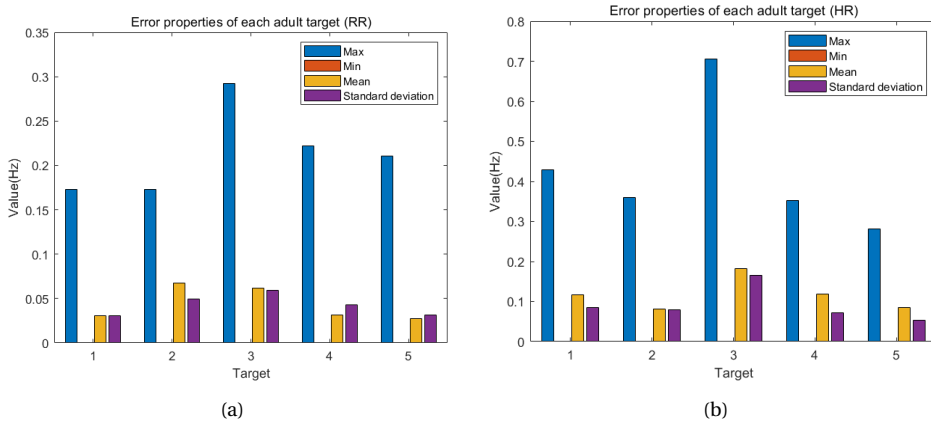 Error properties of each adult target (RR)
0.35
0.3
0.25
0.2
0.15
0.1
0.05
0
Value(Hz)
Max
Min
Mean
Standard deviation
1 2 3 4 5
Target
(a)
Error properties of each adult target (HR)
0.8
0.7
0.6
0.5
0.4
0.3
0.2
0.1
0
Value(Hz)
Max
Min
Mean
Standard deviation
1 2 3 4 5
Target
(b)